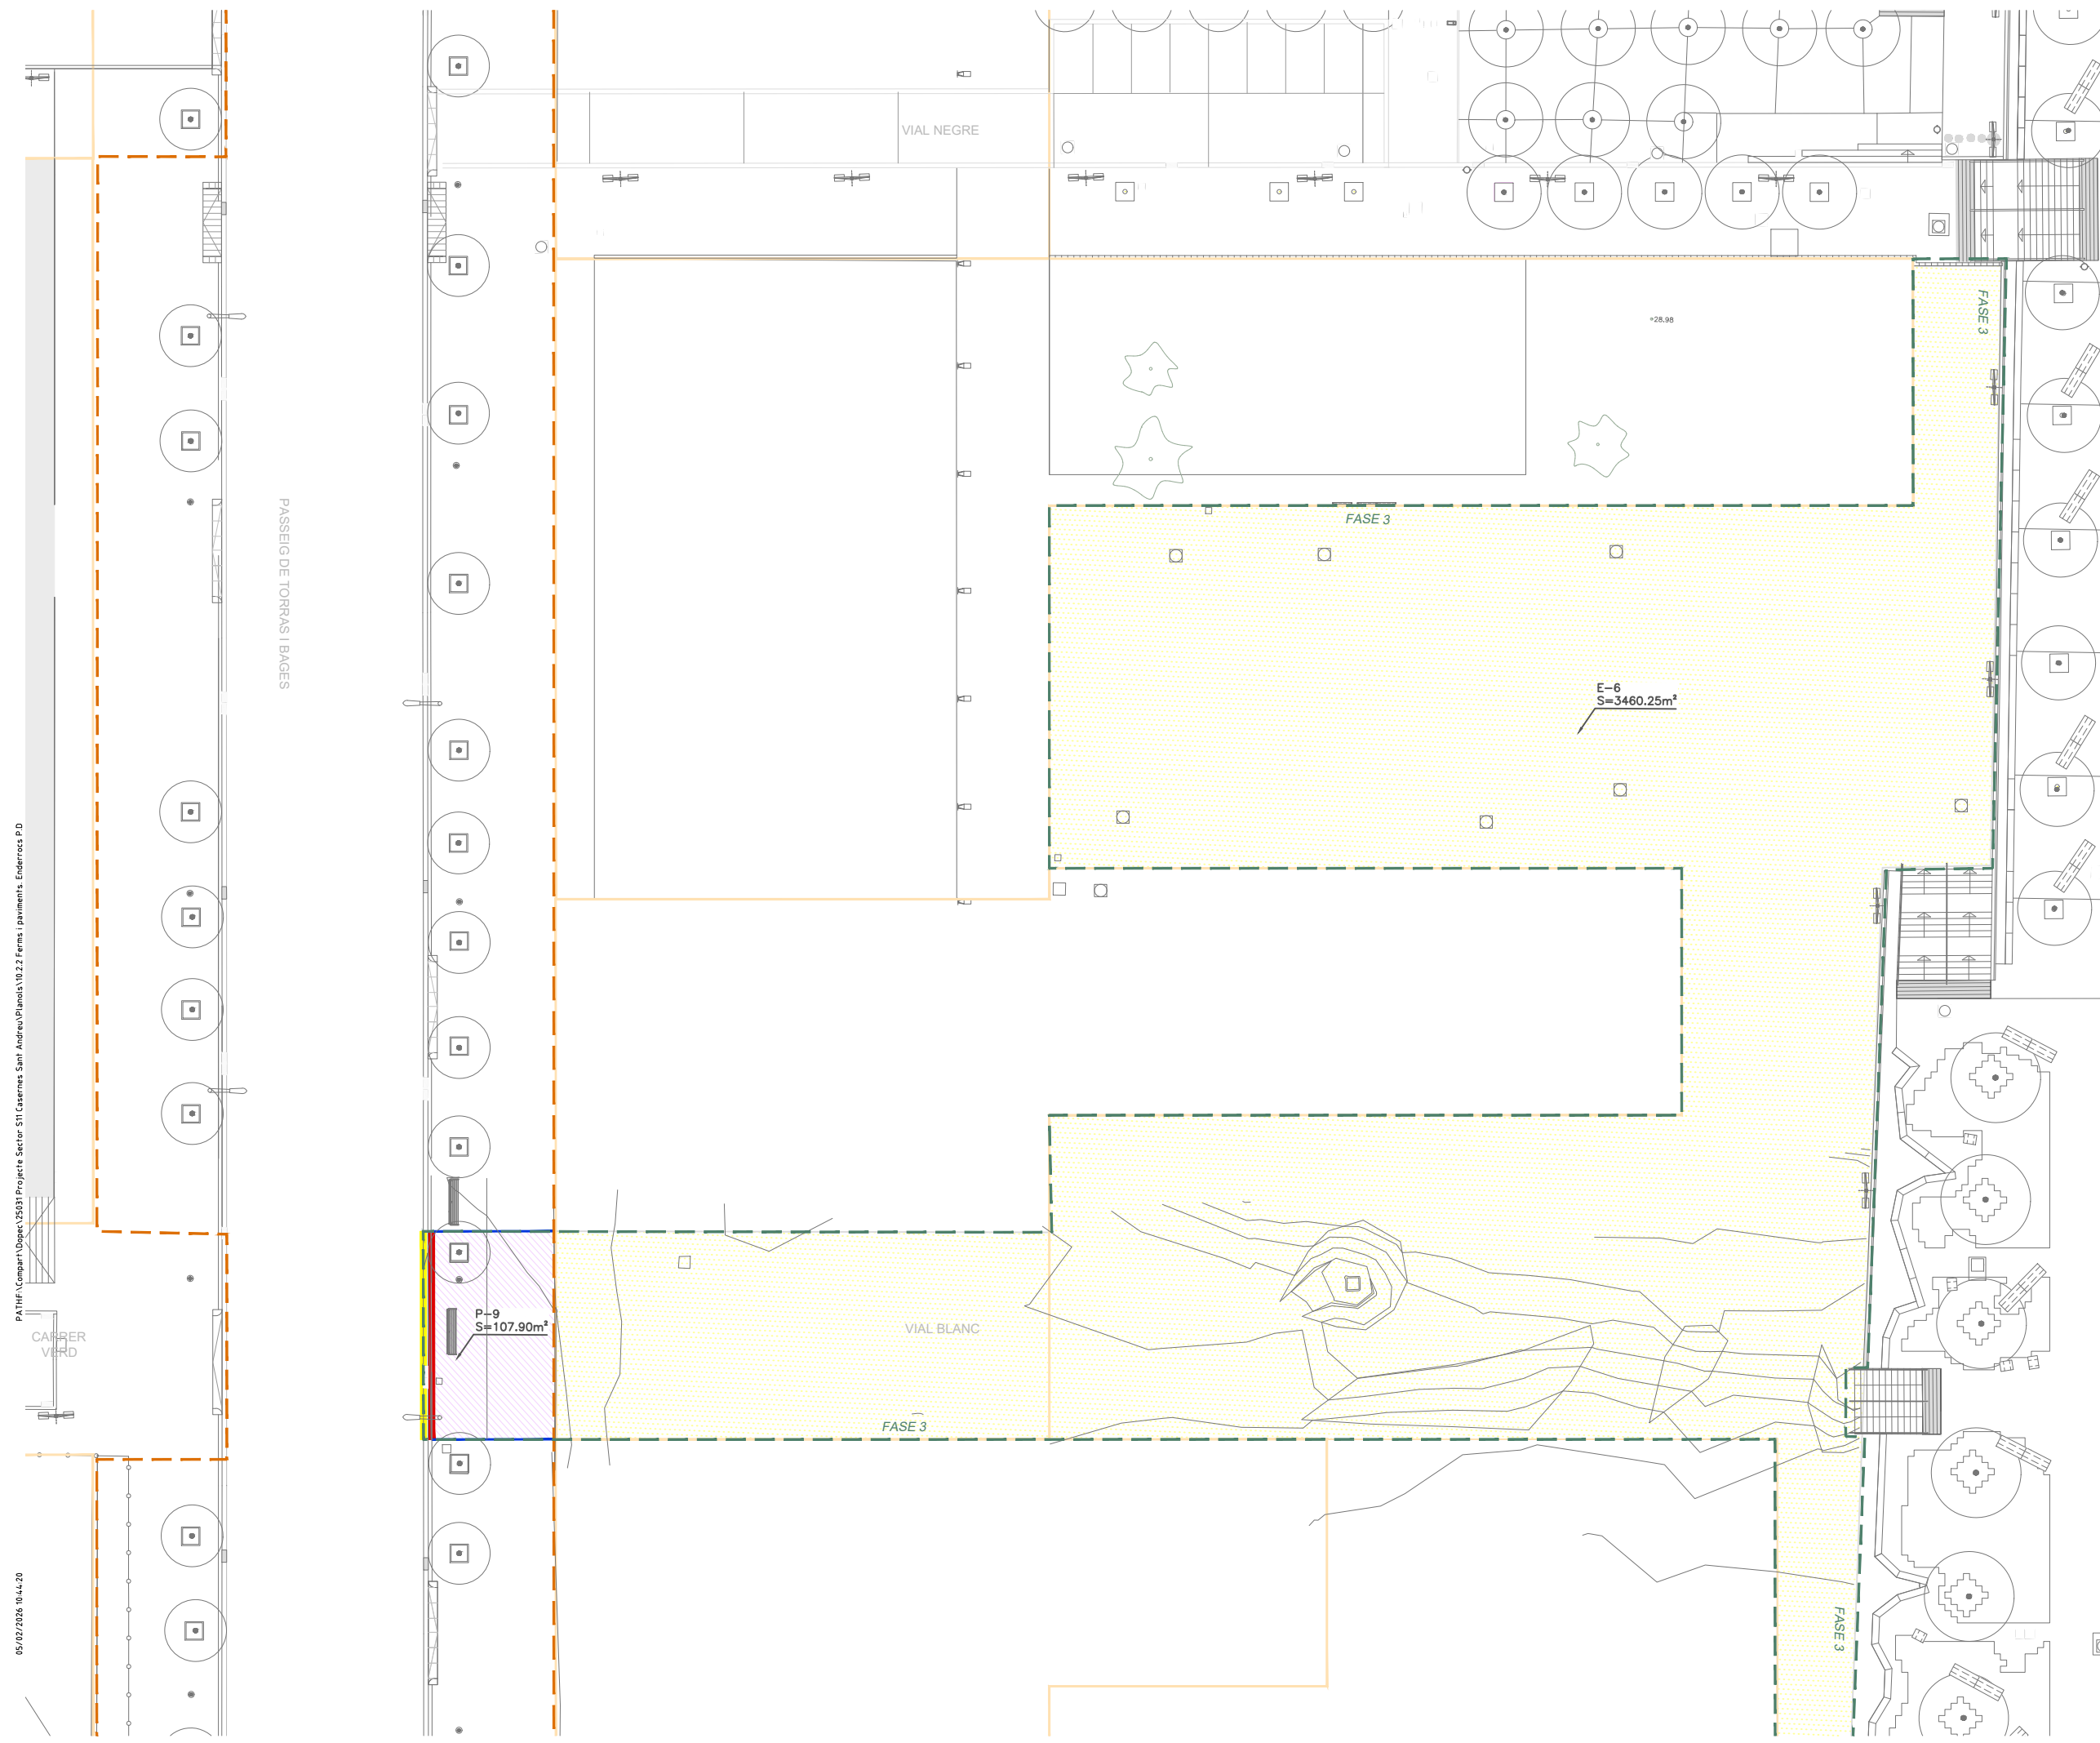 VIAL NEGRE
FASE 3
+28.98
PASSEIG DE TORRAS I BAGES
FASE 3
E-6
S=3460.25m²
PATHF:\Compart\Dopec\25031 Projecte Sector S11 Casernes Sant Andreu\Planols\10.2.2 Ferms i paviments. Enderrocs P.D
P-9
S=107.90m²
CARRER
VERD
VIAL BLANC
FASE 3
05/02/2026 10:44:20
FASE 3